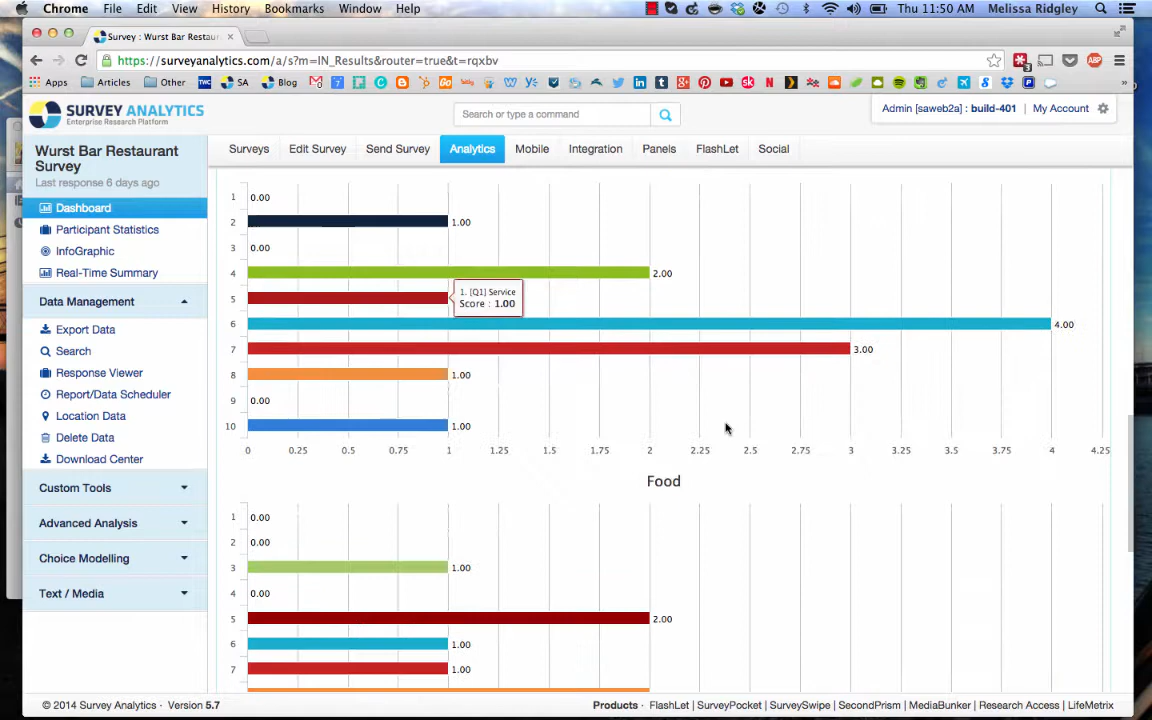 Chrome File Edit View History Bookmarks Window Help Thu 11:50 AM Melissa Ridgley
Survey : Wurst Bar Restaur
https://surveyanalytics.com/a/s?m=IN_Results&router=true&t=rqxbv
Apps Articles Other SA Blog
SURVEY ANALYTICS
Enterprise Research Platform
Search or type a command
Admin [saweb2a] : build-401 | My Account
Wurst Bar Restaurant Survey
Last response 6 days ago
Surveys Edit Survey Send Survey Analytics Mobile Integration Panels FlashLet Social
Dashboard
Participant Statistics
InfoGraphic
Real-Time Summary
Data Management
Export Data
Search
Response Viewer
Report/Data Scheduler
Location Data
Delete Data
Download Center
Custom Tools
Advanced Analysis
Choice Modelling
Text / Media
1 0.00
2 1.00
3 0.00
4 2.00
5
1. [Q1] Service
Score : 1.00
6 4.00
7 3.00
8 1.00
9 0.00
10 1.00
0 0.25 0.5 0.75 1 1.25 1.5 1.75 2 2.25 2.5 2.75 3 3.25 3.5 3.75 4 4.25
Food
1 0.00
2 0.00
3 1.00
4 0.00
5 2.00
6 1.00
7 1.00
© 2014 Survey Analytics · Version 5.7
Products · FlashLet | SurveyPocket | SurveySwipe | SecondPrism | MediaBunker | Research Access | LifeMetrix